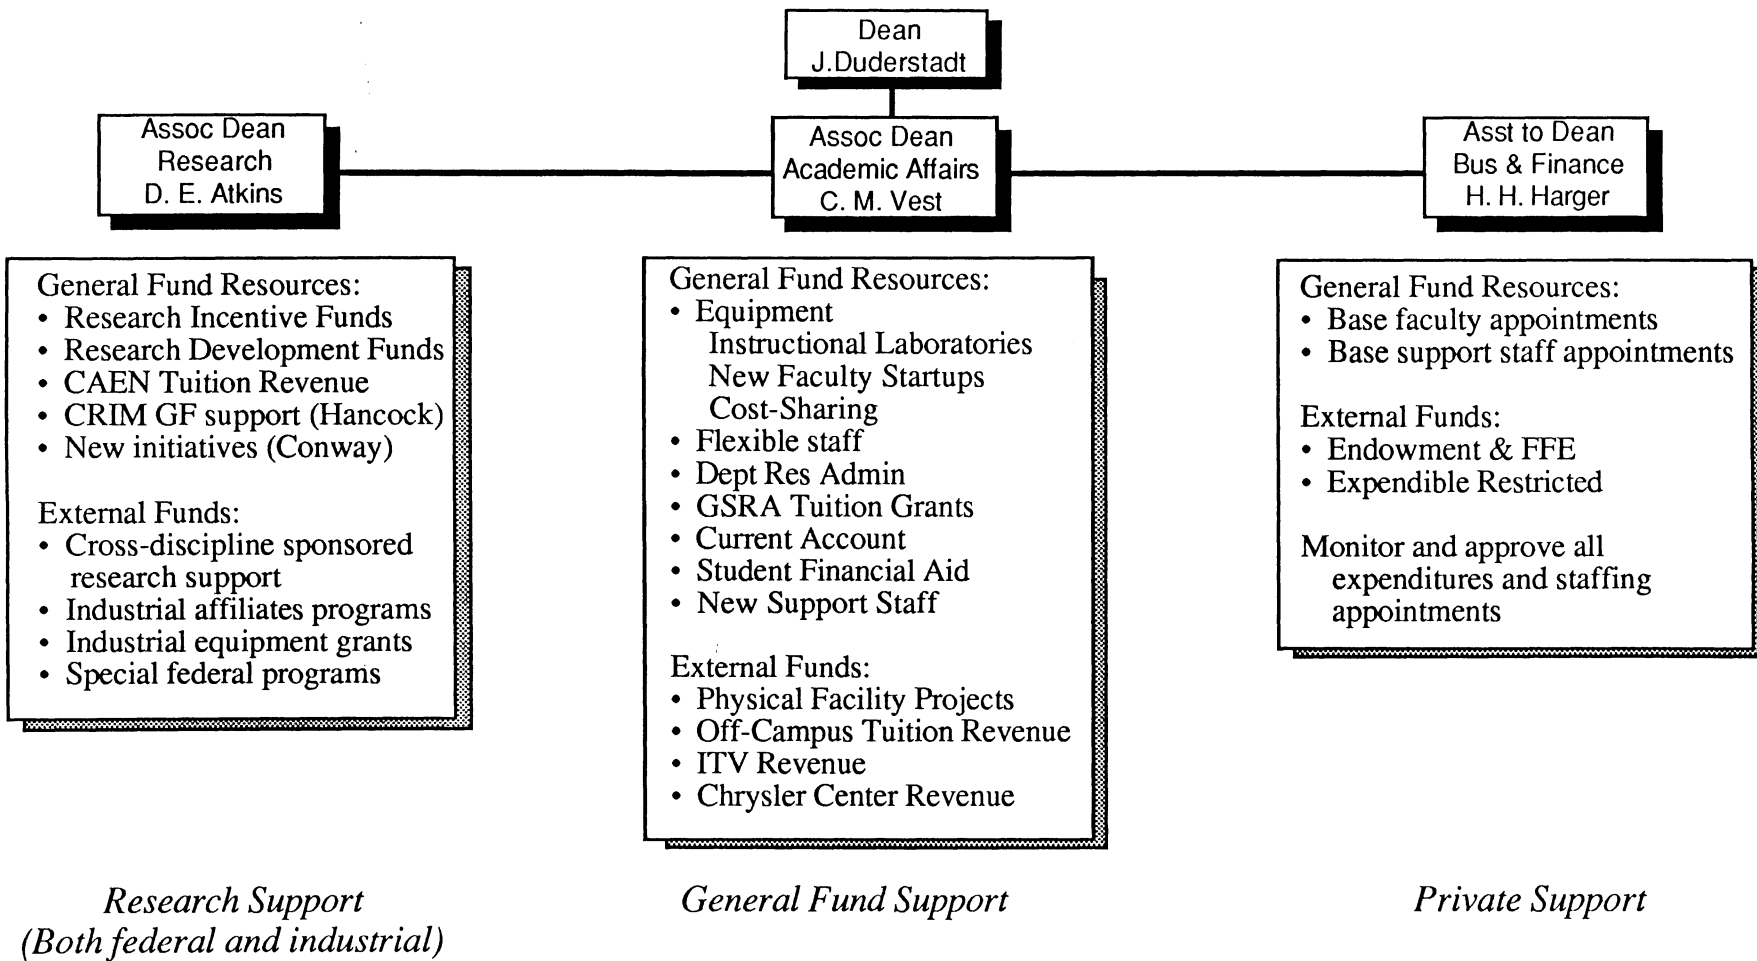 Dean
J.Duderstadt
Assoc Dean
Research
D. E. Atkins
Assoc Dean
Academic Affairs
C. M. Vest
Asst to Dean
Bus & Finance
H. H. Harger
General Fund Resources:
• Research Incentive Funds
• Research Development Funds
• CAEN Tuition Revenue
• CRIM GF support (Hancock)
• New initiatives (Conway)
External Funds:
• Cross-discipline sponsored
research support
• Industrial affiliates programs
• Industrial equipment grants
• Special federal programs
General Fund Resources:
• Equipment
Instructional Laboratories
New Faculty Startups
Cost-Sharing
• Flexible staff
• Dept Res Admin
• GSRA Tuition Grants
• Current Account
• Student Financial Aid
• New Support Staff
External Funds:
• Physical Facility Projects
• Off-Campus Tuition Revenue
• ITV Revenue
• Chrysler Center Revenue
General Fund Resources:
• Base faculty appointments
• Base support staff appointments
External Funds:
• Endowment & FFE
• Expendible Restricted
Monitor and approve all
expenditures and staffing
appointments
Research Support
(Both federal and industrial)
General Fund Support
Private Support